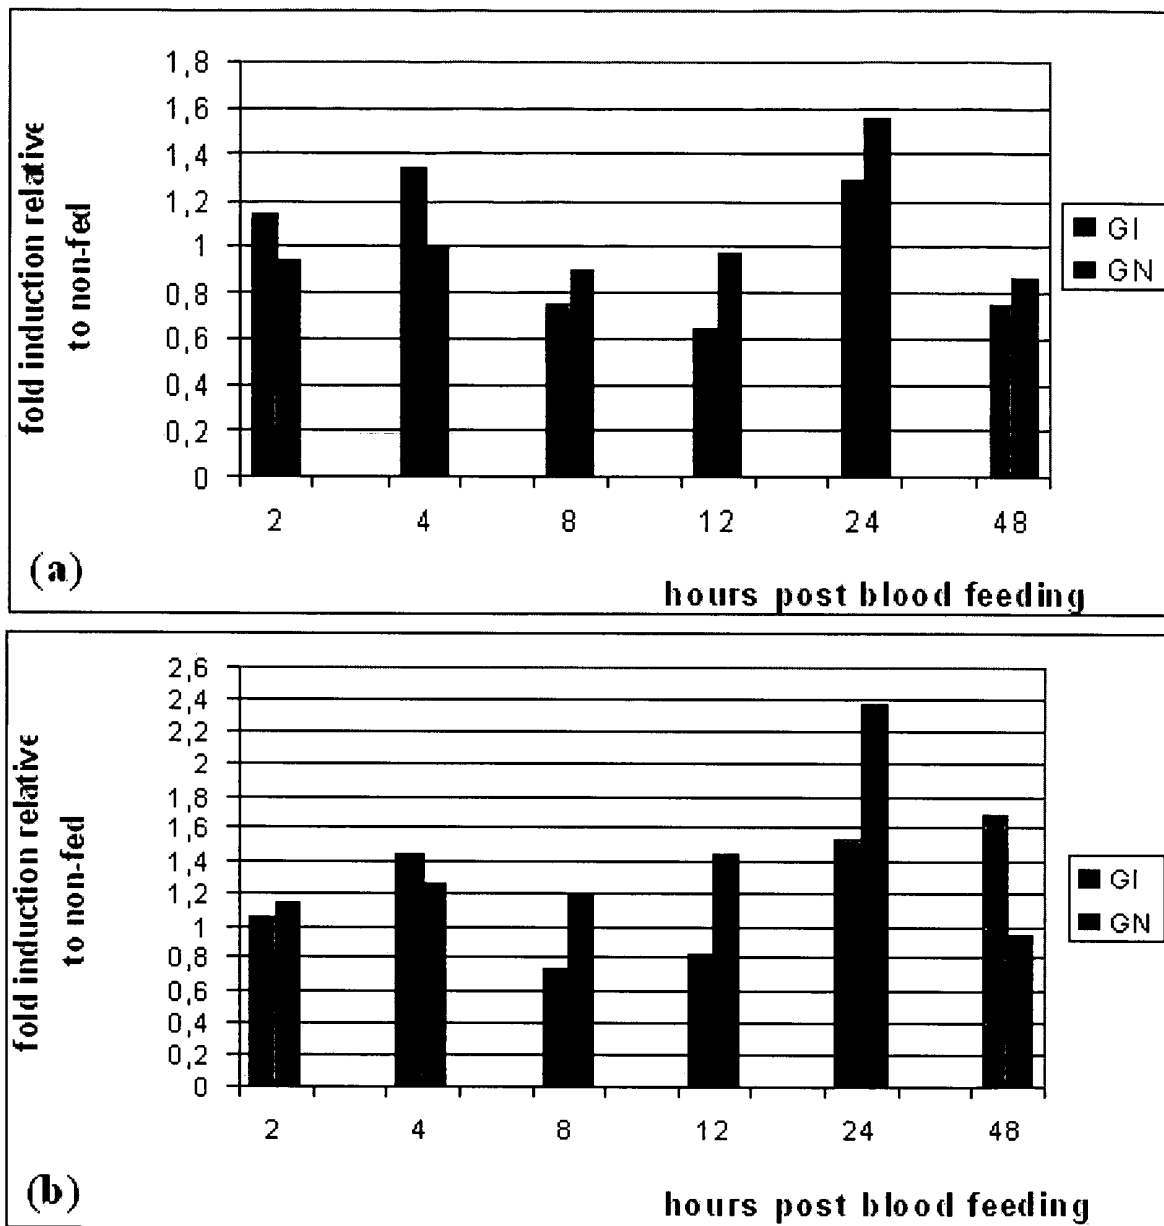 1,8
1,6
1,4
1,2
1
0,8
0,6
0,4
0,2
0
fold induction relative
to non-fed
GI
GN
2 4 8 12 24 48
(a)
hours post blood feeding
2,6
2,4
2,2
2
1,8
1,6
1,4
1,2
1
0,8
0,6
0,4
0,2
0
fold induction relative
to non-fed
GI
GN
2 4 8 12 24 48
(b)
hours post blood feeding